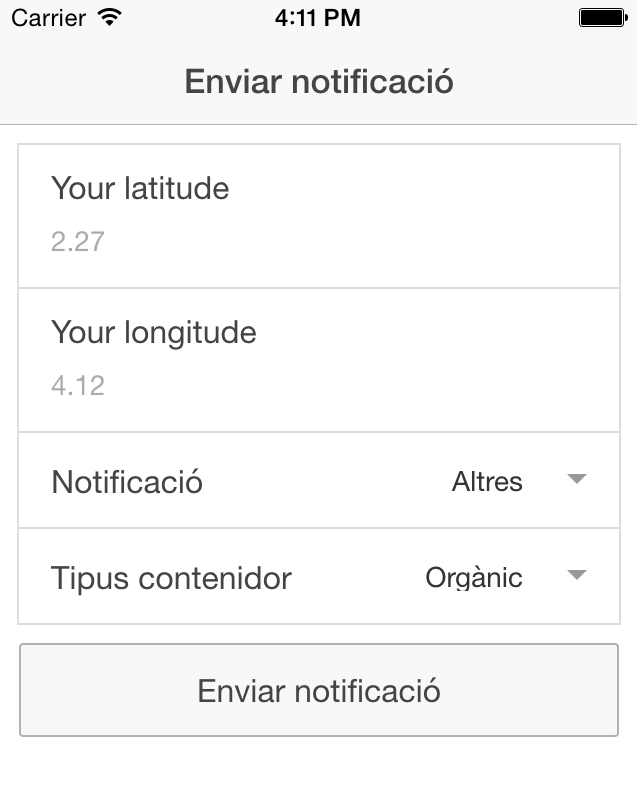 Carrier 4:11 PM
Enviar notificació
Your latitude
2.27
Your longitude
4.12
Notificació Altres
Tipus contenidor Orgànic
Enviar notificació